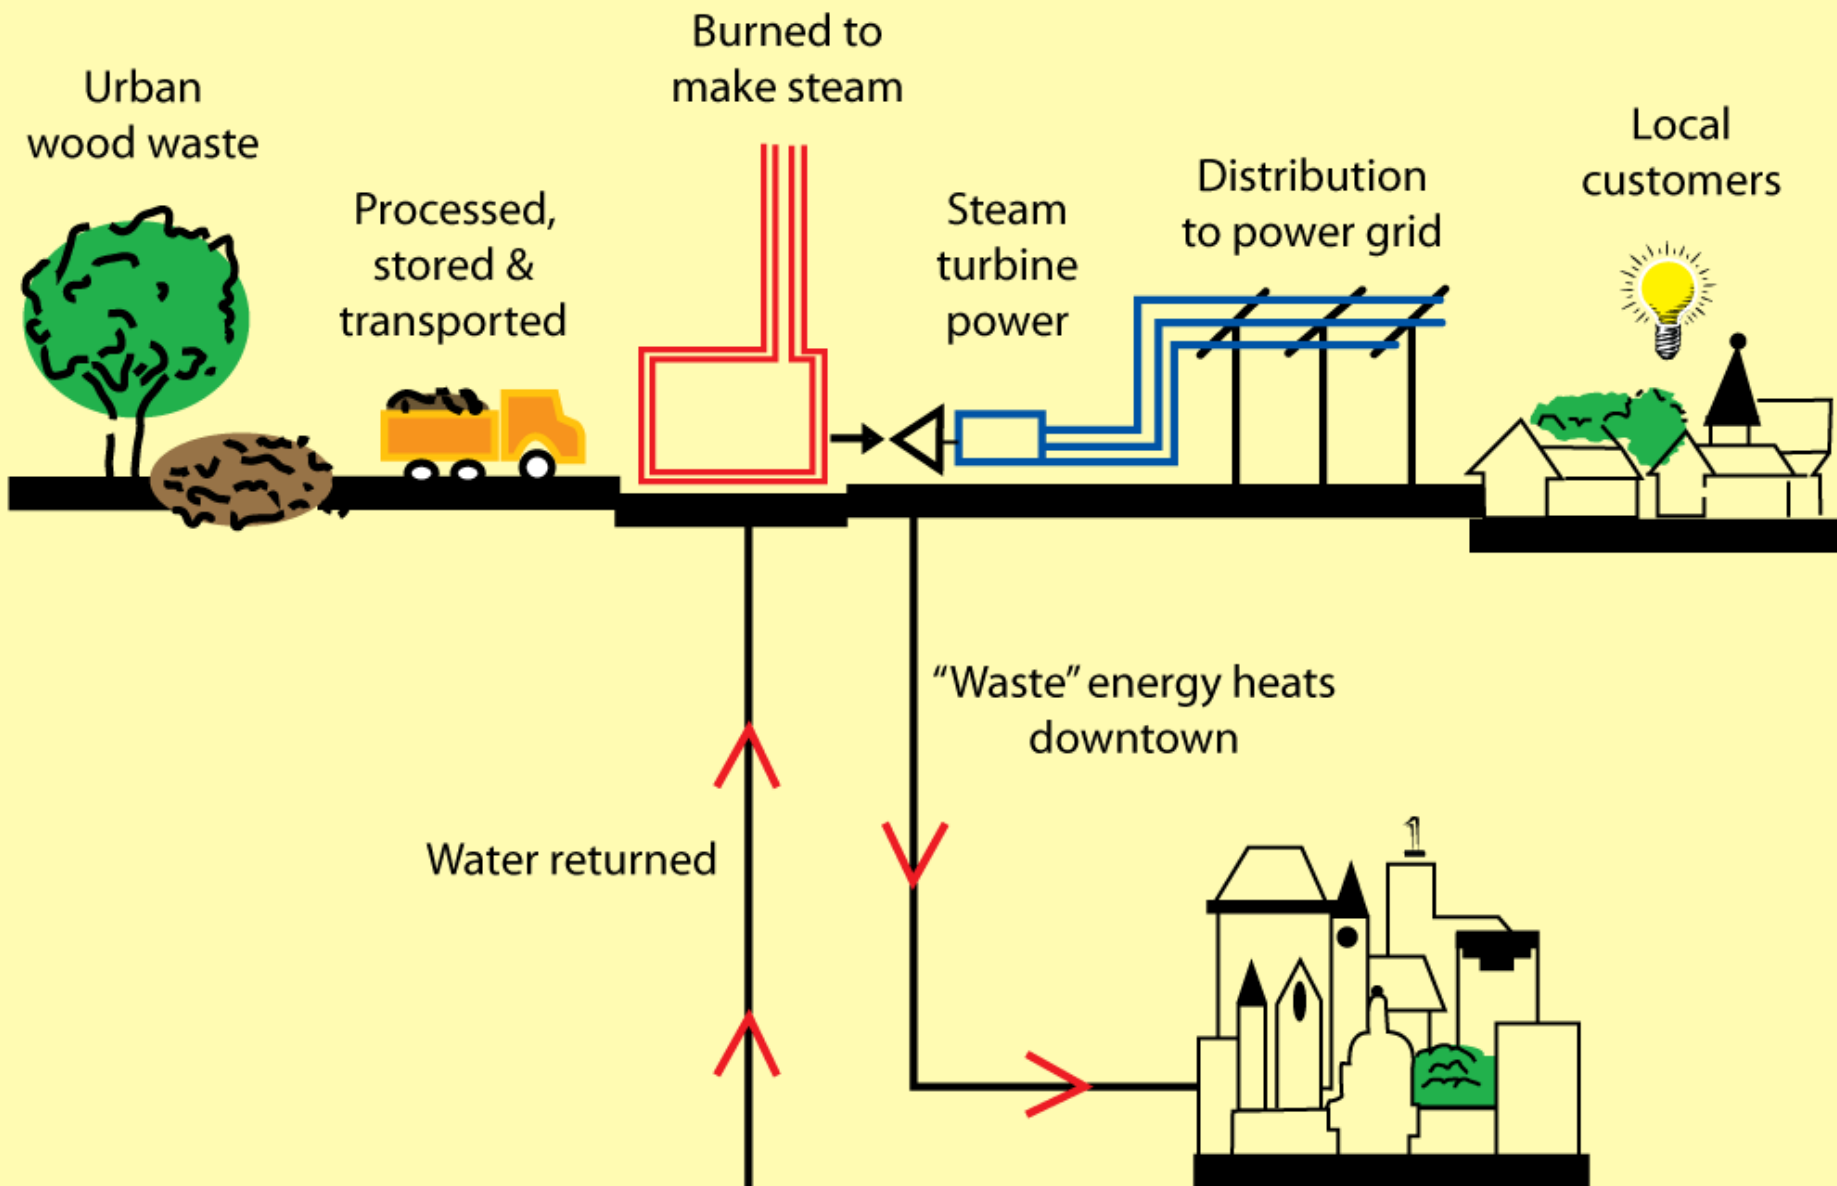 Urban
wood waste
Processed,
stored &
transported
Burned to
make steam
Steam
turbine
power
Distribution
to power grid
Local
customers
“Waste” energy heats
downtown
Water returned
1